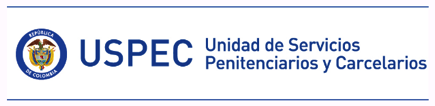 REPÚBLICA
DE COLOMBIA
USPEC
Unidad de Servicios
Penitenciarios y Carcelarios